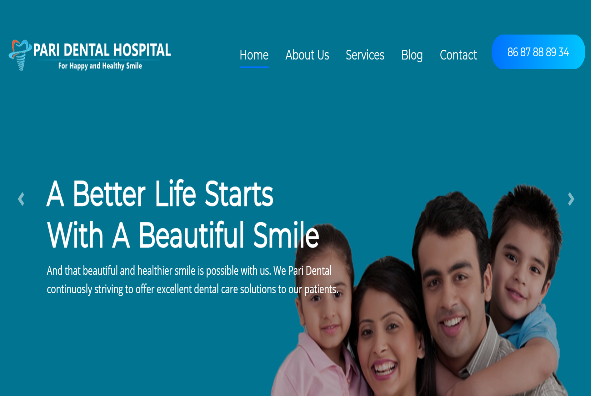 PARI DENTAL HOSPITAL
For Happy and Healthy Smile
Home About Us Services Blog Contact 86 87 88 89 34
A Better Life Starts
With A Beautiful Smile
And that beautiful and healthier smile is possible with us. We Pari Dental
continuosly striving to offer excellent dental care solutions to our patients.